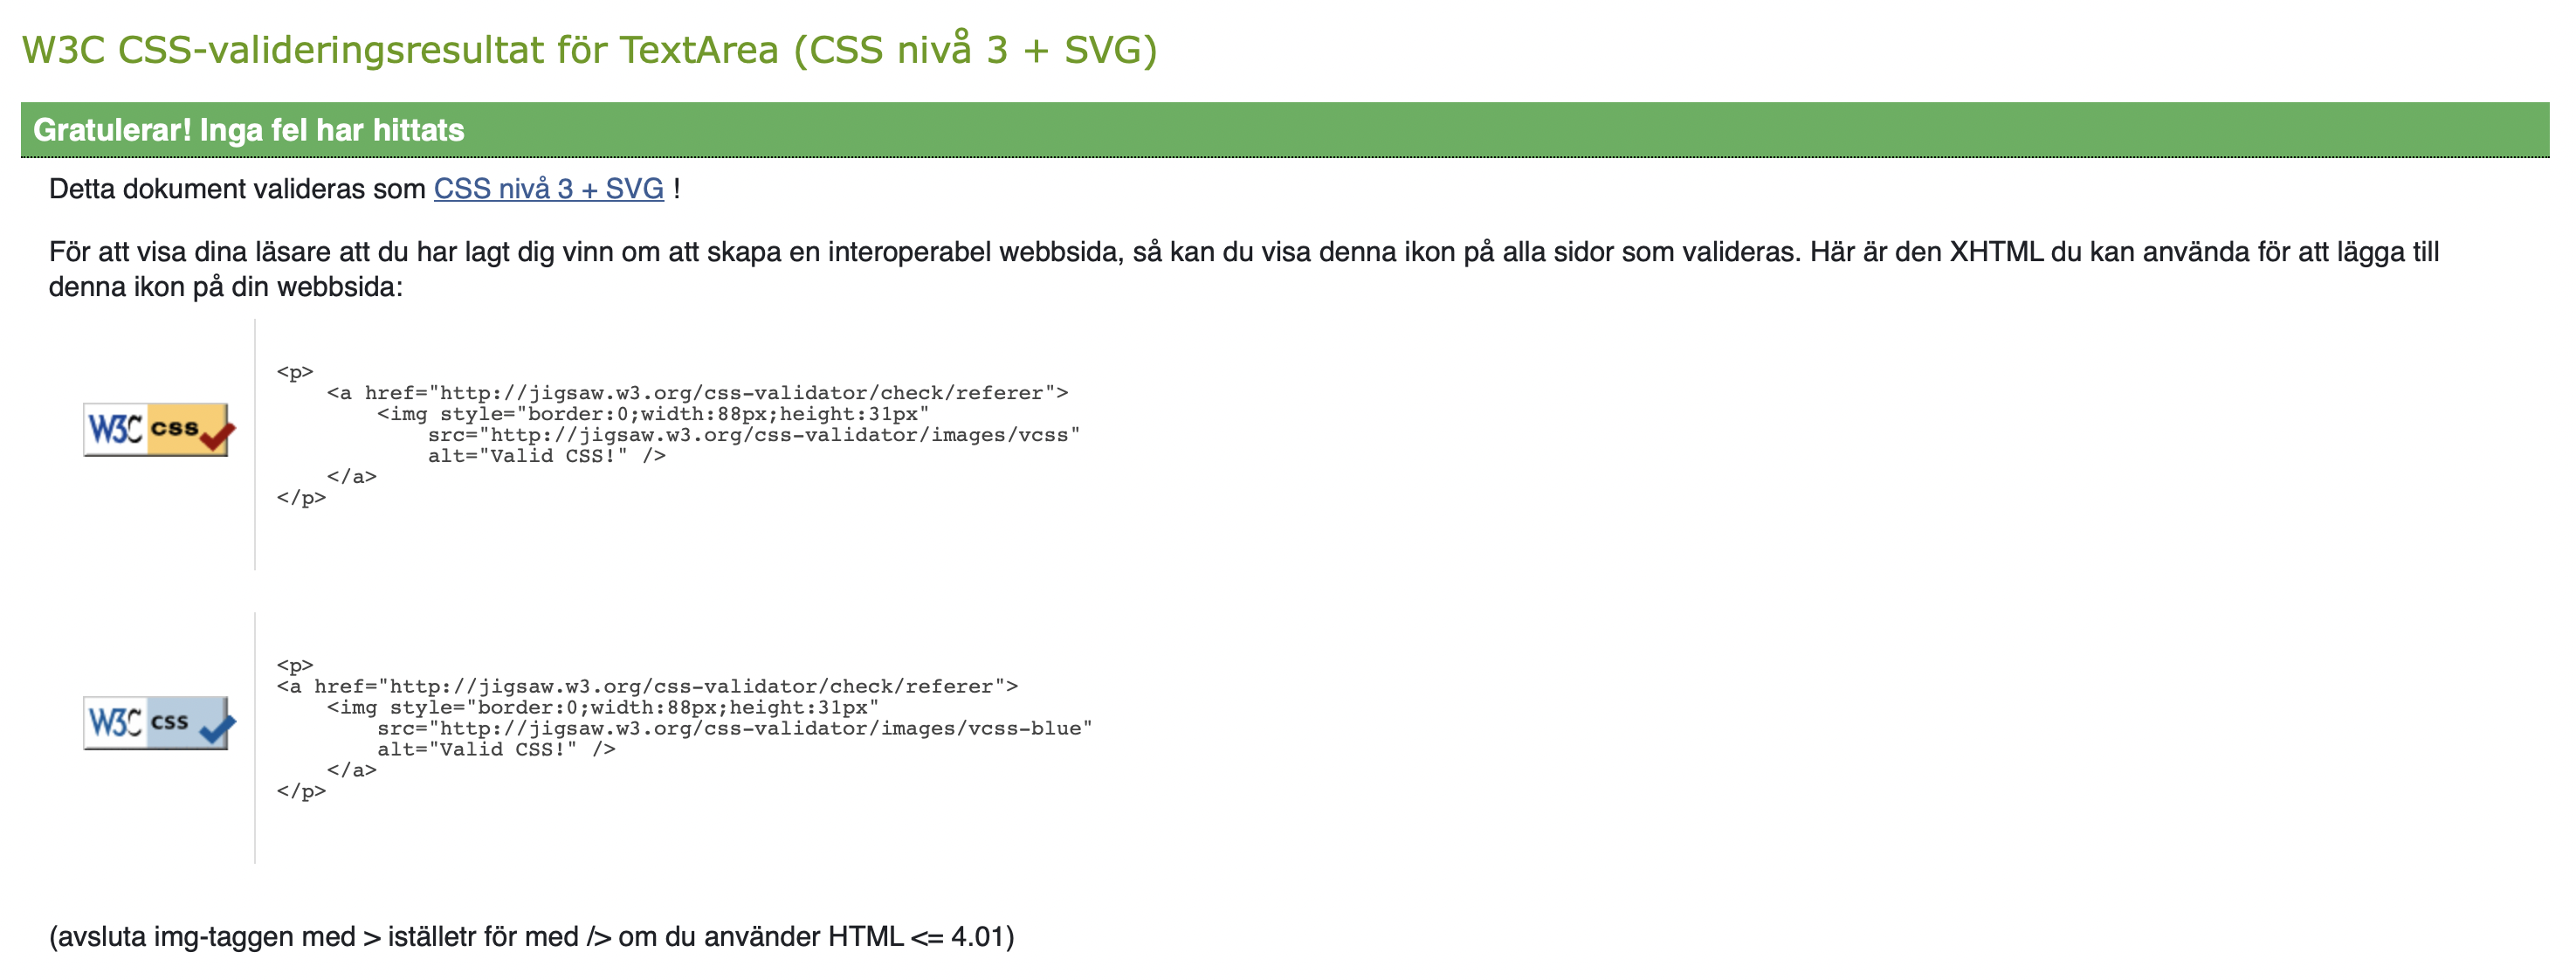 W3C CSS-valideringsresultat för TextArea (CSS nivå 3 + SVG)
Gratulerar! Inga fel har hittats
Detta dokument valideras som CSS nivå 3 + SVG !
För att visa dina läsare att du har lagt dig vinn om att skapa en interoperabel webbsida, så kan du visa denna ikon på alla sidor som valideras. Här är den XHTML du kan använda för att lägga till
denna ikon på din webbsida:
<p>
    <a href="http://jigsaw.w3.org/css-validator/check/referer">
        <img style="border:0;width:88px;height:31px"
W3C css
            src="http://jigsaw.w3.org/css-validator/images/vcss"
            alt="Valid CSS!" />
    </a>
</p>
<p>
<a href="http://jigsaw.w3.org/css-validator/check/referer">
    <img style="border:0;width:88px;height:31px"
W3C css
        src="http://jigsaw.w3.org/css-validator/images/vcss-blue"
        alt="Valid CSS!" />
    </a>
</p>
(avsluta img-taggen med > iställetr för med /> om du använder HTML <= 4.01)